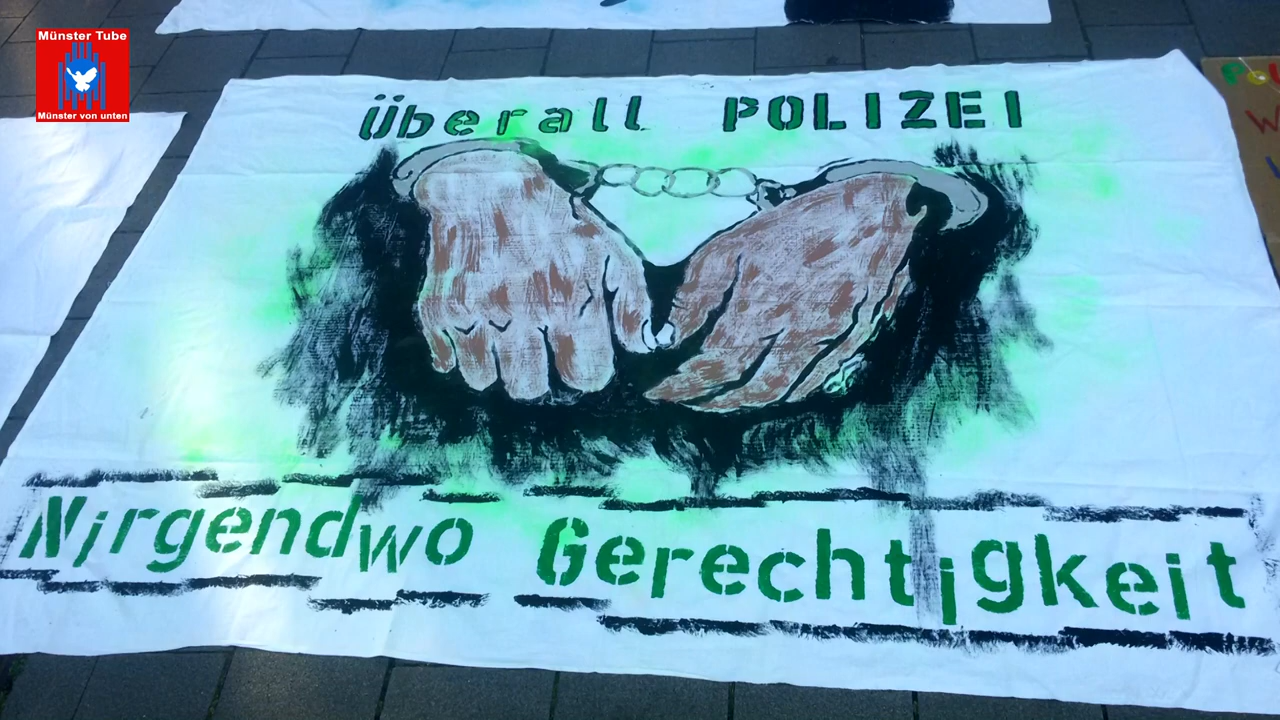 Münster Tube
Münster von unten
Überall POLIZEI
Nirgendwo Gerechtigkeit